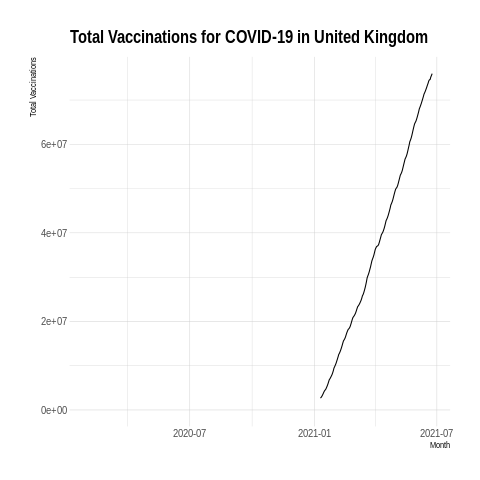 Total Vaccinations for COVID-19 in United Kingdom
Total Vaccinations
6e+07
4e+07
2e+07
0e+00
2020-07
2021-01
2021-07
Month